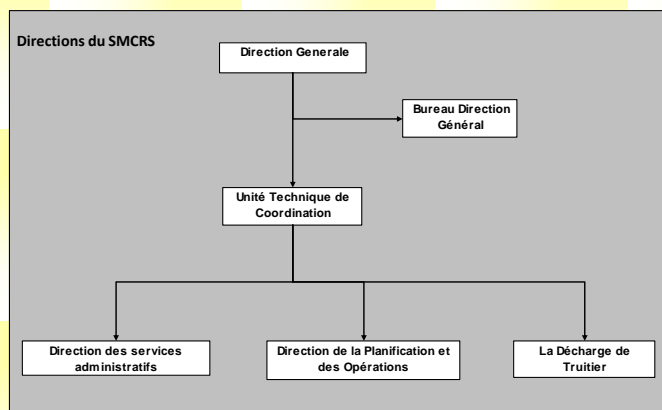 Directions du SMCRS
Direction Generale
Bureau Direction
Général
Unité Technique de
Coordination
Direction des services
administratifs
Direction de la Planification et
des Opérations
La Décharge de
Truitier